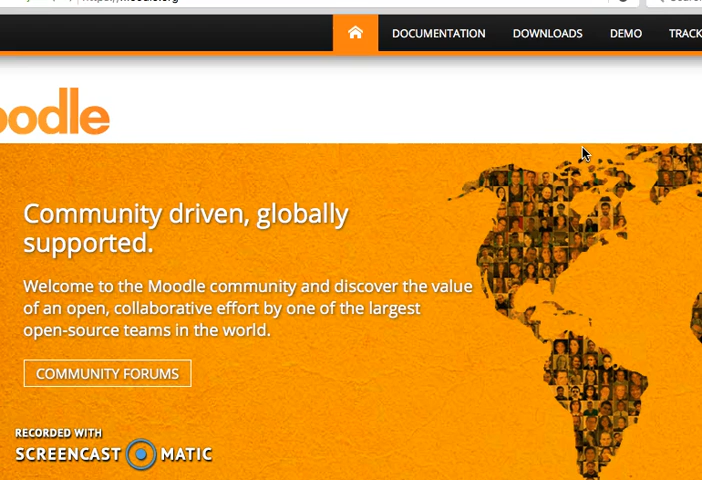 DOCUMENTATION DOWNLOADS DEMO TRACK
oodle
Community driven, globally
supported.
Welcome to the Moodle community and discover the value
of an open, collaborative effort by one of the largest
open-source teams in the world.
COMMUNITY FORUMS
RECORDED WITH
SCREENCAST MATIC